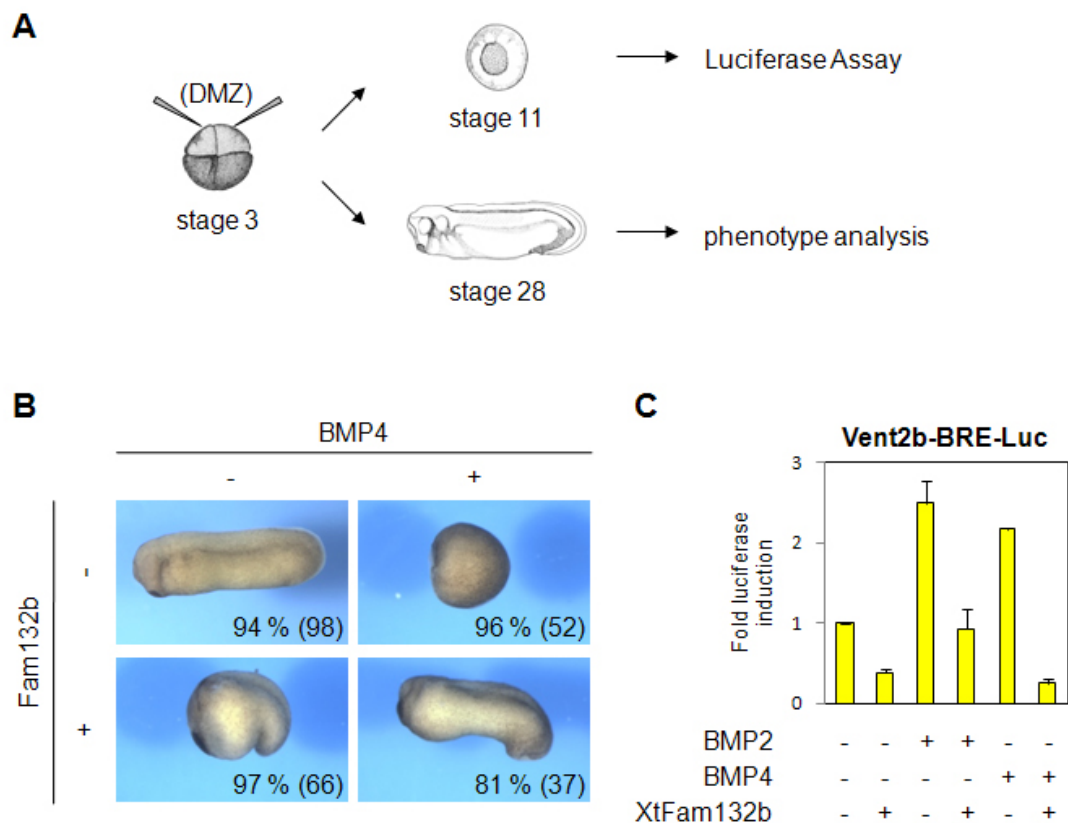 A
(DMZ)
stage 3
stage 11
Luciferase Assay
stage 28
phenotype analysis
B
BMP4
- +
Fam132b
-
94 % (98) 96 % (52)
+
97 % (66) 81 % (37)
C
Vent2b-BRE-Luc
Fold luciferase
induction
3
2
1
0
BMP2 - - + + - -
BMP4 - - - - + +
XtFam132b - + - + - +